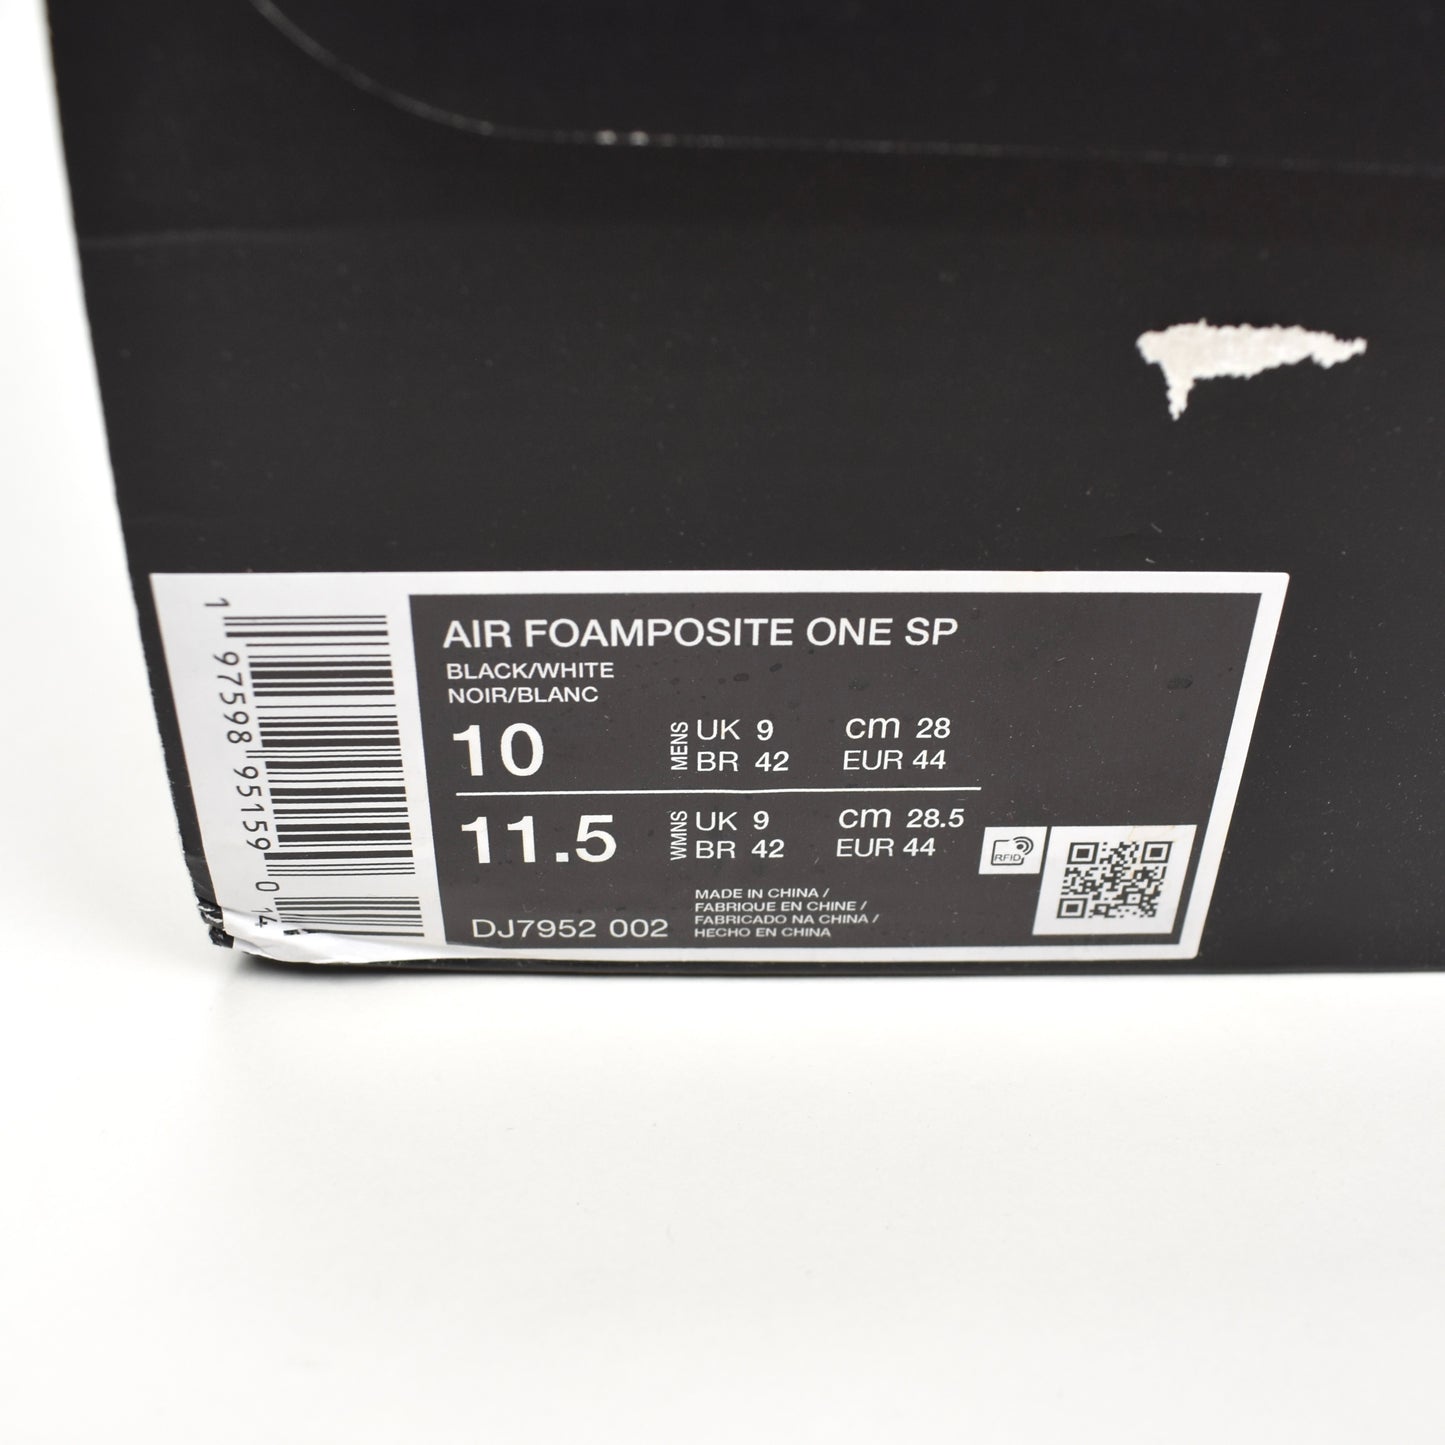 1 97598 95159 0 14
AIR FOAMPOSITE ONE SP
BLACK/WHITE
NOIR/BLANC
10
MENS
UK 9 cm 28
BR 42 EUR 44
11.5
WMNS
UK 9 cm 28.5
BR 42 EUR 44
RFID
MADE IN CHINA /
FABRIQUE EN CHINE /
FABRICADO NA CHINA /
HECHO EN CHINA
DJ7952 002